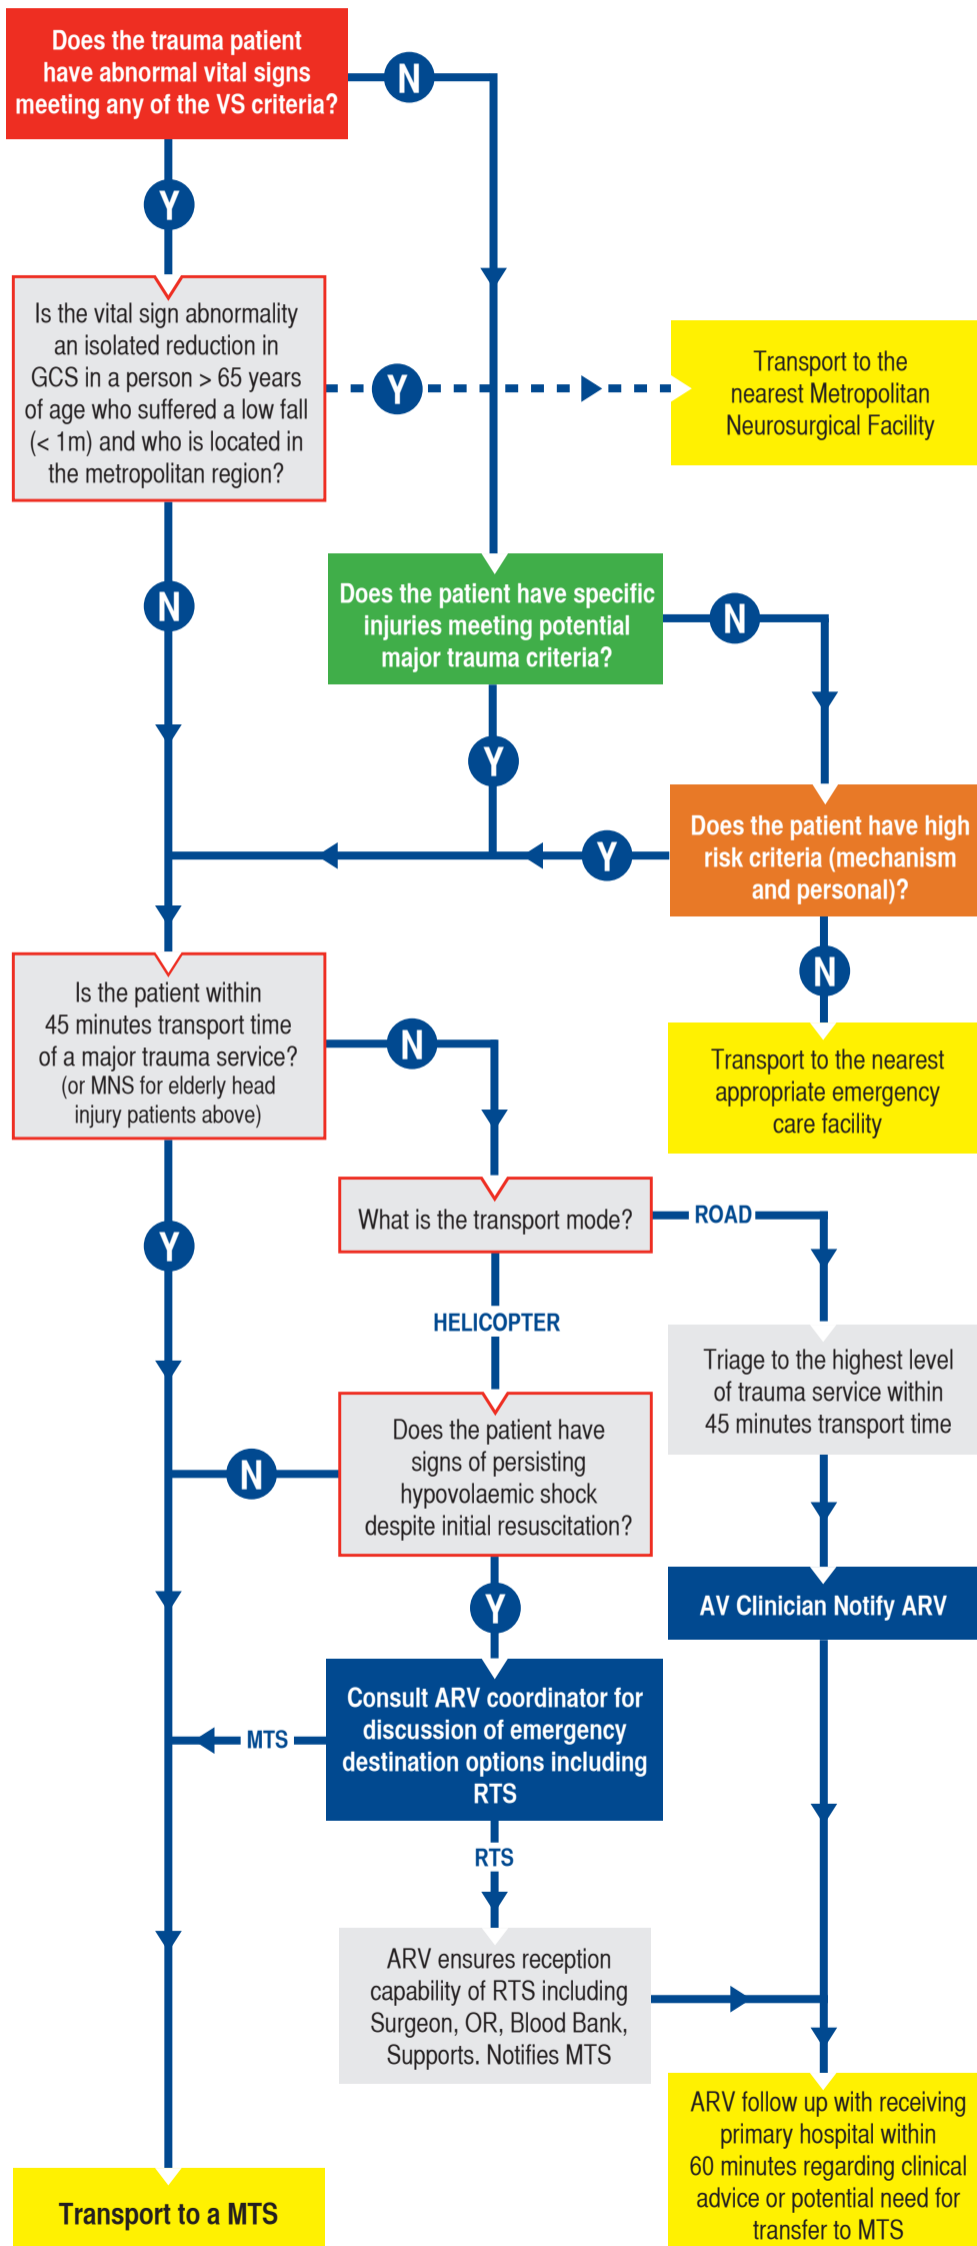 Does the trauma patient
have abnormal vital signs
meeting any of the VS criteria?
N
Y
Is the vital sign abnormality
an isolated reduction in
GCS in a person > 65 years
of age who suffered a low fall
(< 1m) and who is located in
the metropolitan region?
Y
Transport to the
nearest Metropolitan
Neurosurgical Facility
N
Does the patient have specific
injuries meeting potential
major trauma criteria?
N
Y
Does the patient have high
risk criteria (mechanism
and personal)?
Y
N
Transport to the nearest
appropriate emergency
care facility
Is the patient within
45 minutes transport time
of a major trauma service?
(or MNS for elderly head
injury patients above)
N
Y
What is the transport mode?
ROAD
HELICOPTER
Triage to the highest level
of trauma service within
45 minutes transport time
Does the patient have
signs of persisting
hypovolaemic shock
despite initial resuscitation?
N
Y
AV Clinician Notify ARV
Consult ARV coordinator for
discussion of emergency
destination options including
RTS
MTS
RTS
ARV ensures reception
capability of RTS including
Surgeon, OR, Blood Bank,
Supports. Notifies MTS
ARV follow up with receiving
primary hospital within
60 minutes regarding clinical
advice or potential need for
transfer to MTS
Transport to a MTS